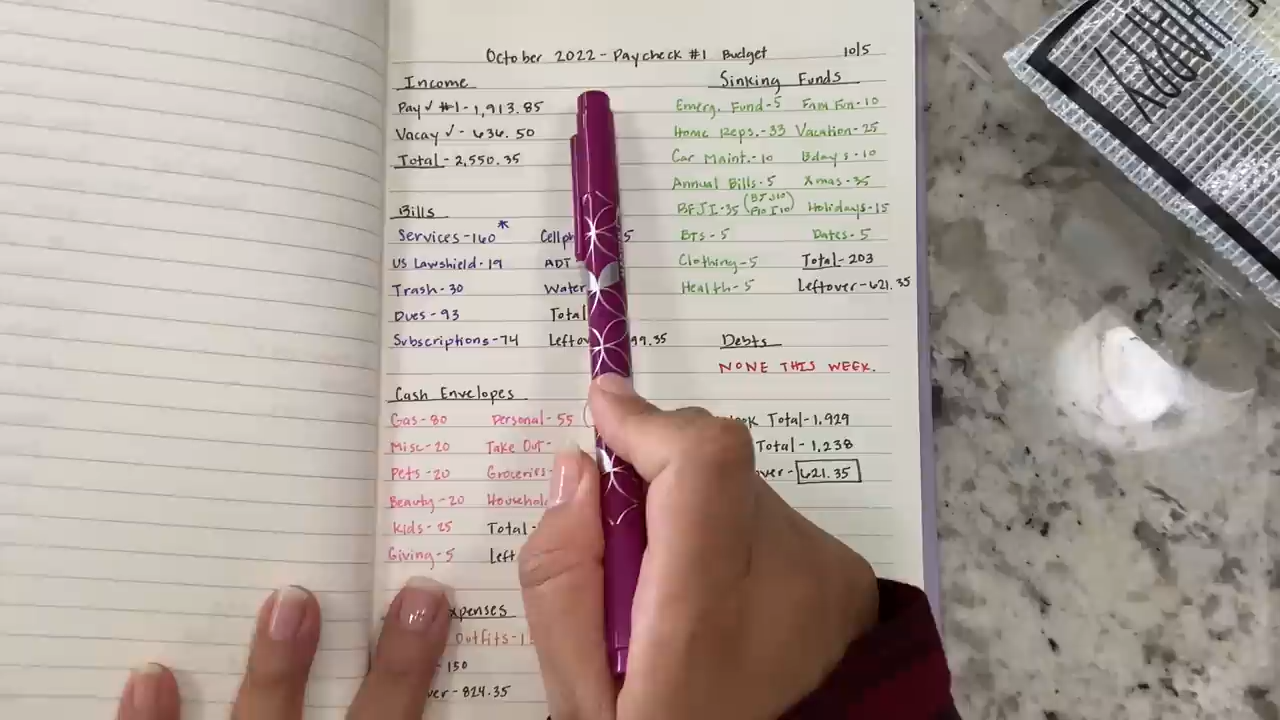 October 2022 - Paycheck #1 Budget 10/5
Income
Pay ✓ #1 - 1,913.85
Vacay ✓ - 636.50
Total - 2,550.35
Bills
Services - 160 *
US Lawshield - 19
ADT
Trash - 30
Water
Dues - 93
Total
Subscriptions - 74
99.35
Cash Envelopes
Gas - 80
Personal - 55
Misc - 20
Take Out -
Pets - 20
Groceries -
Beauty - 20
Kids - 25
Total -
Giving - 5
Outfits - 1
- 150
- 824.35
Sinking Funds
Emerg. Fund - 5 Fam Fun - 10
Home Reps. - 33 Vacation - 25
Car Maint. - 10 Bdays - 10
Annual Bills - 5 Xmas - 35
BFJI - 35 Holidays - 15
BTS - 5 Dates - 5
Clothing - 5 Total - 203
Health - 5 Leftover - 621.35
Debts
NONE THIS WEEK.
Total - 1,929
Total - 1,238
621.35
HAPPY